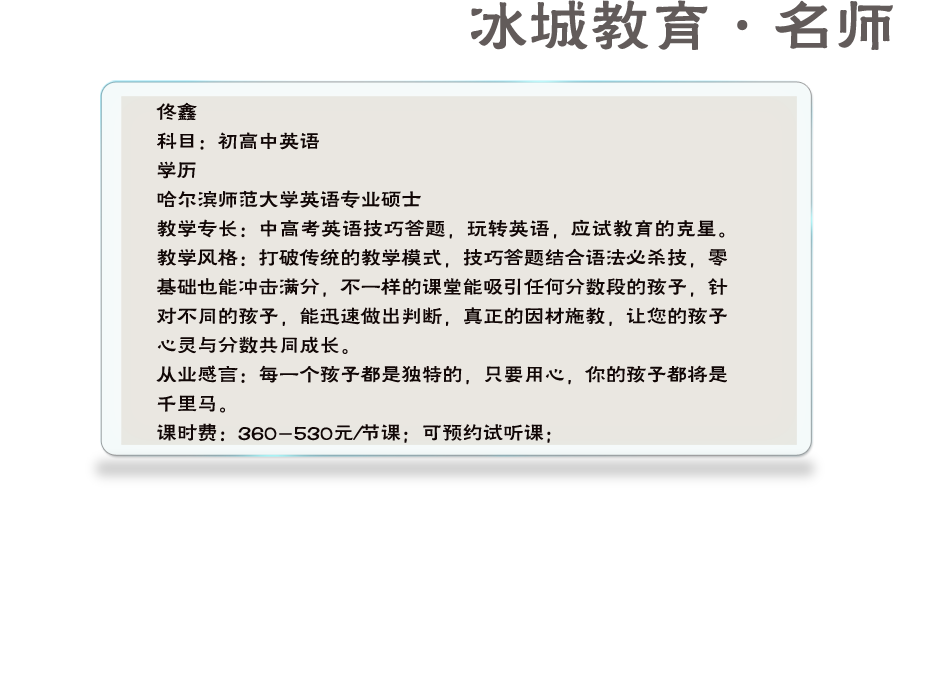 冰城教育·名师
佟鑫
科目：初高中英语
学历
哈尔滨师范大学英语专业硕士
教学专长：中高考英语技巧答题，玩转英语，应试教育的克星。
教学风格：打破传统的教学模式，技巧答题结合语法必杀技，零
基础也能冲击满分，不一样的课堂能吸引任何分数段的孩子，针
对不同的孩子，能迅速做出判断，真正的因材施教，让您的孩子
心灵与分数共同成长。
从业感言：每一个孩子都是独特的，只要用心，你的孩子都将是
千里马。
课时费：360-530元/节课；可预约试听课；